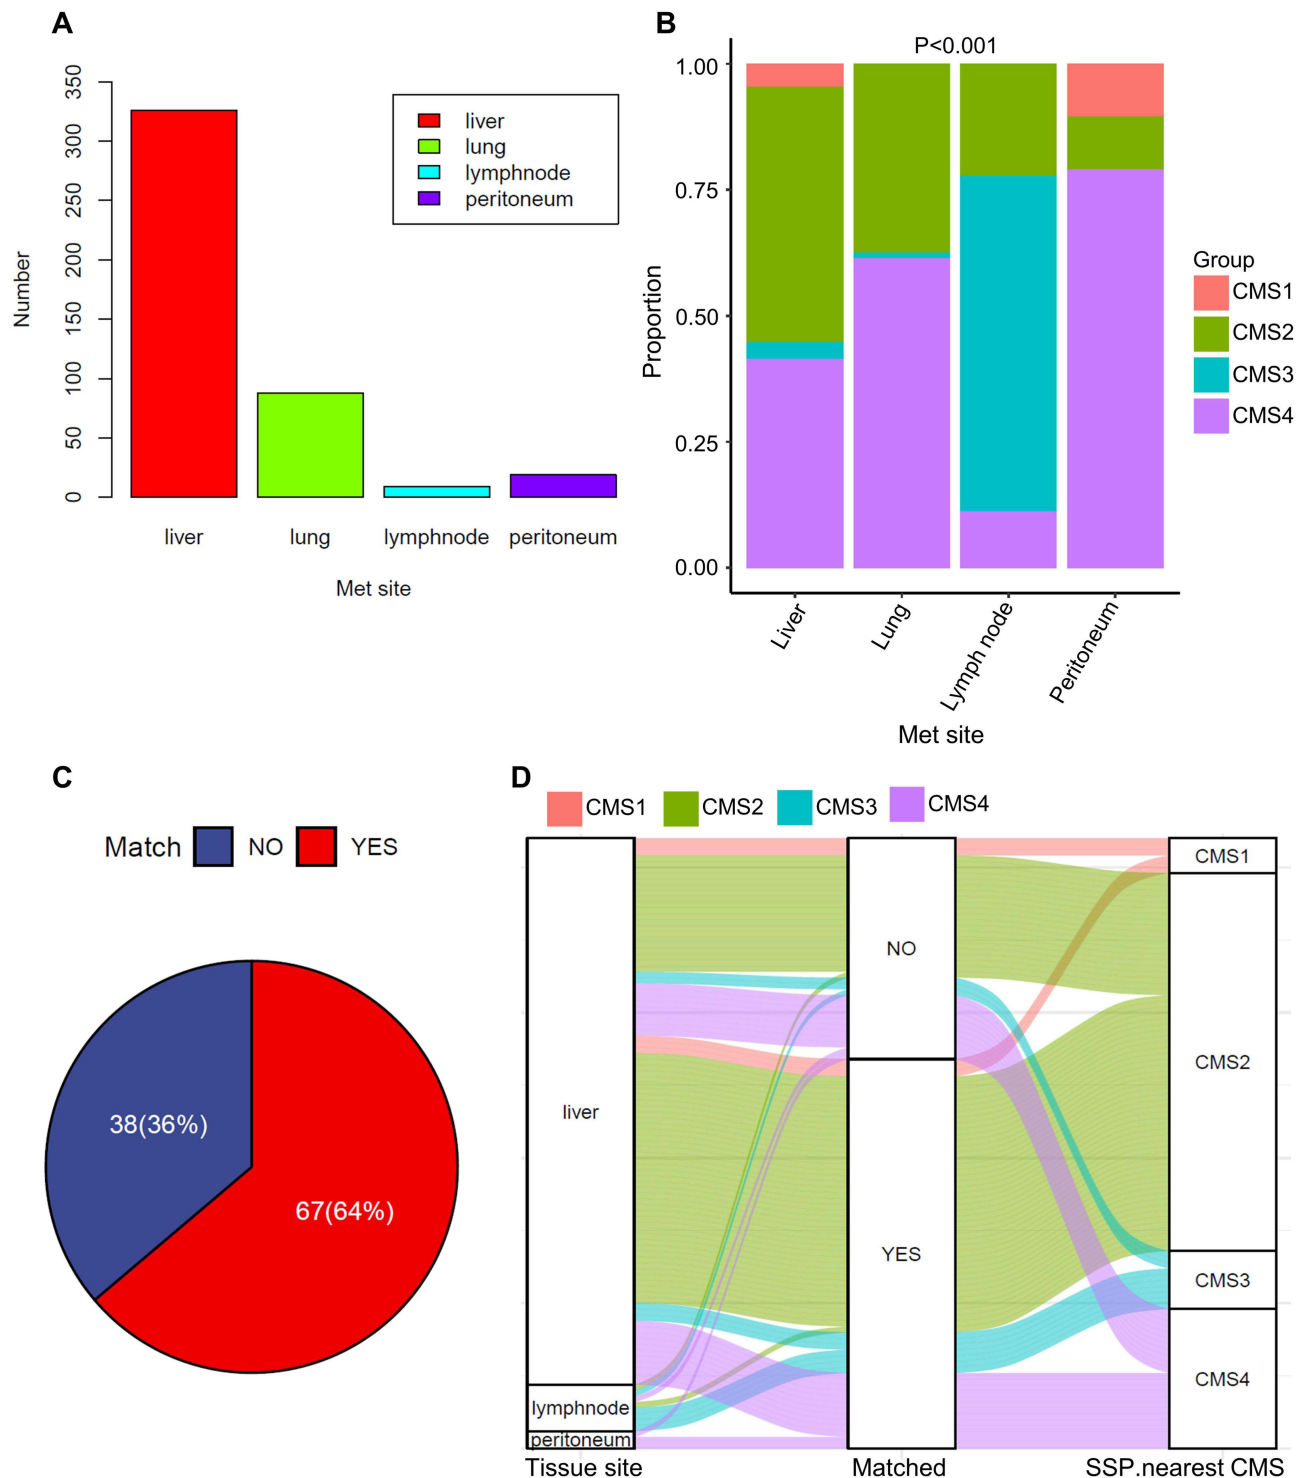 A
350
300
250
200
150
100
50
0
Number
liver
lung
lymphnode
peritoneum
liver
lung
lymphnode
peritoneum
Met site
B
P<0.001
1.00
0.75
0.50
0.25
0.00
Proportion
Group
CMS1
CMS2
CMS3
CMS4
Liver
Lung
Lymph node
Peritoneum
Met site
C
Match NO YES
38(36%)
67(64%)
D
CMS1 CMS2 CMS3 CMS4
liver
lymphnode
peritoneum
NO
YES
CMS1
CMS2
CMS3
CMS4
Tissue site Matched SSP.nearest CMS